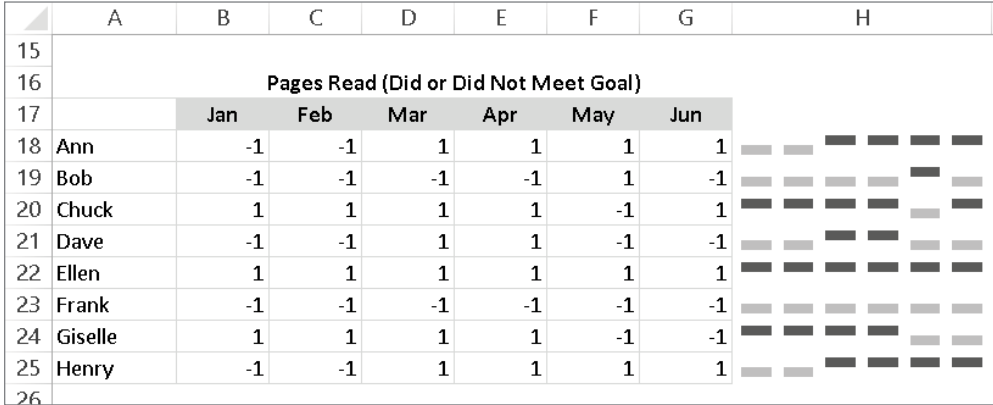 A B C D E F G H
15
16 Pages Read (Did or Did Not Meet Goal)
17 Jan Feb Mar Apr May Jun
18 Ann -1 -1 1 1 1 1
19 Bob -1 -1 -1 -1 1 -1
20 Chuck 1 1 1 1 -1 1
21 Dave -1 -1 1 1 -1 -1
22 Ellen 1 1 1 1 1 1
23 Frank -1 -1 -1 -1 -1 -1
24 Giselle 1 1 1 1 -1 -1
25 Henry -1 -1 1 1 1 1
26